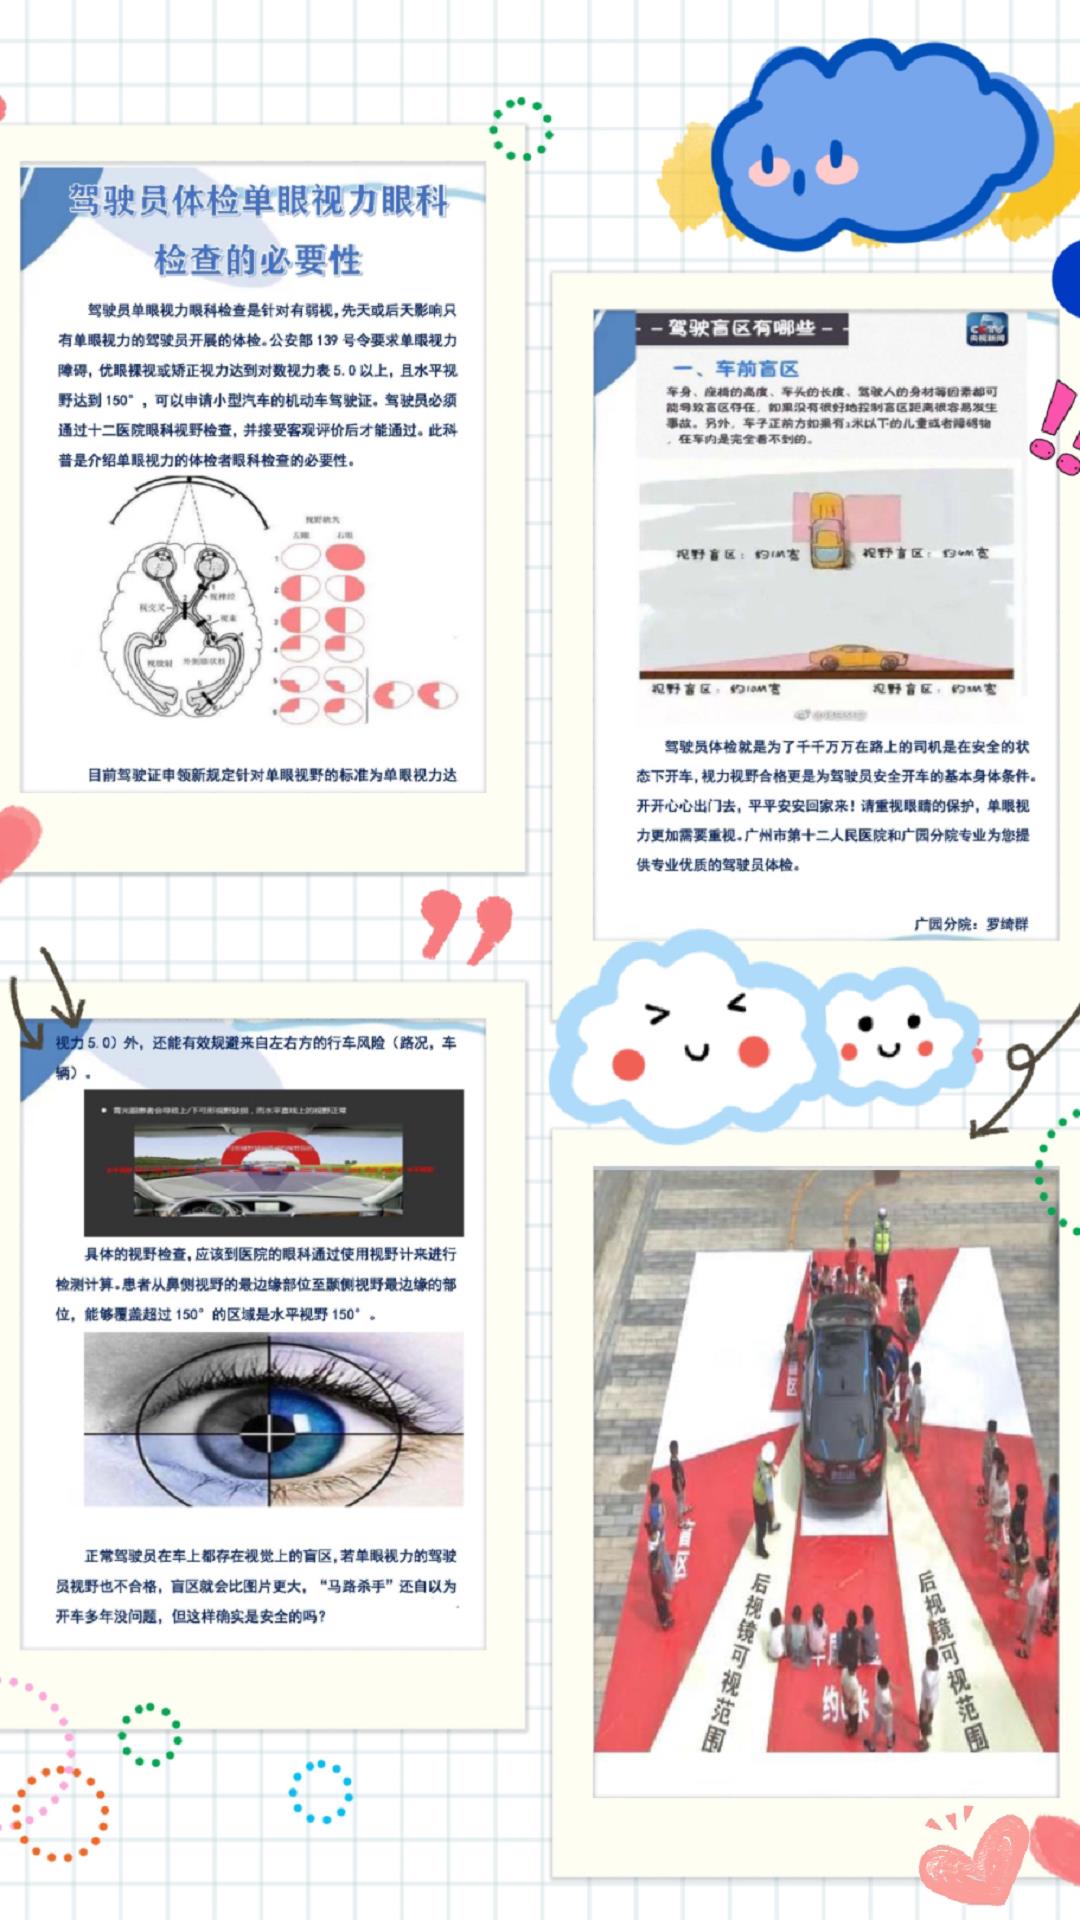 驾驶员体检单眼视力眼科
检查的必要性
驾驶员单眼视力眼科检查是针对有弱视,先天或后天影响只
有单眼视力的驾驶员开展的体检。公安部 139 号令要求单眼视力
障碍，优眼裸视或矫正视力达到对数视力表 5.0 以上，且水平视
野达到 150°，可以申请小型汽车的机动车驾驶证。驾驶员必须
通过十二医院眼科视野检查，并接受客观评价后才能通过。此科
普是介绍单眼视力的体检者眼科检查的必要性。
视野缺失
左眼 右眼
1
2
3
4
5
6
视神经
视交叉
视束
视放射 外侧膝状体
目前驾驶证申领新规定针对单眼视野的标准为单眼视力达
CCTV
央视新闻
- - 驾驶盲区有哪些 - -
一、车前盲区
车身、座椅的高度、车头的长度、驾驶人的身材等因素都可
能导致盲区存在，如果没有很好地控制盲区距离很容易发生
事故。另外，车子正前方如果有1米以下的儿童或者障碍物
，在车内是完全看不到的。
视野盲区：约1M宽 视野盲区：约4M宽
视野盲区：约10M宽 视野盲区：约3M宽
驾驶员体检就是为了千千万万在路上的司机是在安全的状
态下开车，视力视野合格更是为驾驶员安全开车的基本身体条件。
开开心心出门去，平平安安回家来！请重视眼睛的保护，单眼视
力更加需要重视。广州市第十二人民医院和广园分院专业为您提
供专业优质的驾驶员体检。
广园分院：罗绮群
视力 5.0）外，还能有效规避来自左右方的行车风险（路况，车
辆）。
青光眼患者会导致上/下弓形视野缺损，而水平直线上的视野正常
具体的视野检查，应该到医院的眼科通过使用视野计来进行
检测计算。患者从鼻侧视野的最边缘部位至颞侧视野最边缘的部
位，能够覆盖超过 150°的区域是水平视野 150°。
正常驾驶员在车上都存在视觉上的盲区，若单眼视力的驾驶
员视野也不合格，盲区就会比图片更大，“马路杀手”还自以为
开车多年没问题，但这样确实是安全的吗？
盲区
盲区
后视镜可视范围
后视镜可视范围